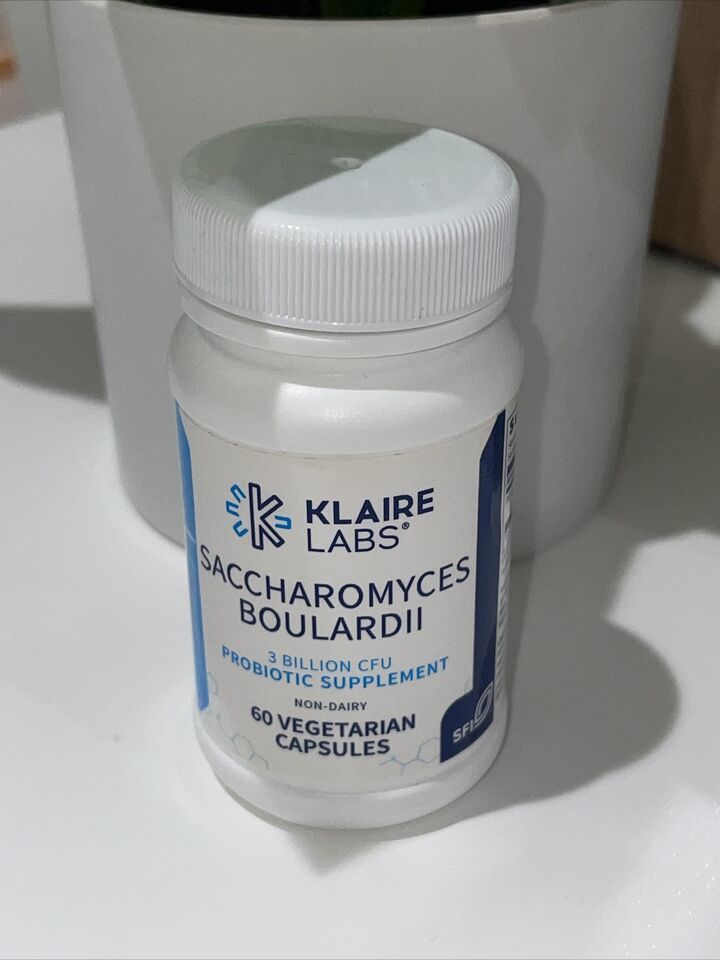 KLAIRE
LABS®
SACCHAROMYCES
BOULARDII
3 BILLION CFU
PROBIOTIC SUPPLEMENT
NON-DAIRY
60 VEGETARIAN
CAPSULES
SFI